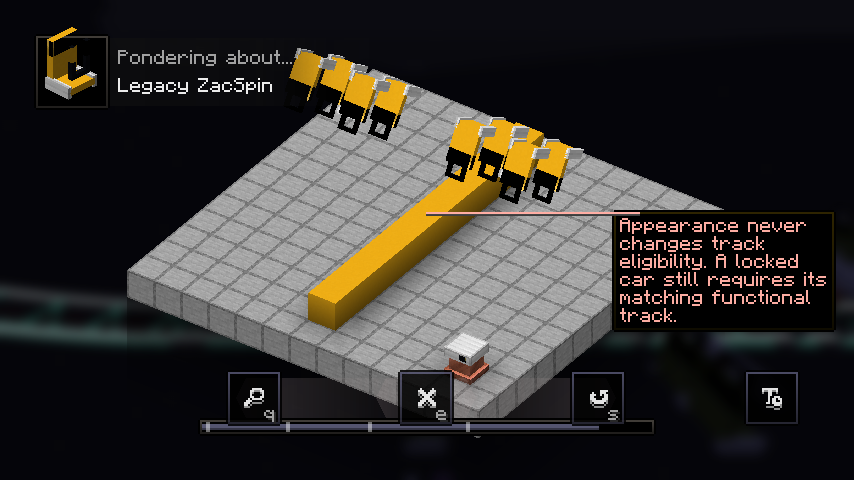 Pondering about...
Legacy ZacSpin
Appearance never
changes track
eligibility. A locked
car still requires its
matching functional
track.
q
e
s
T